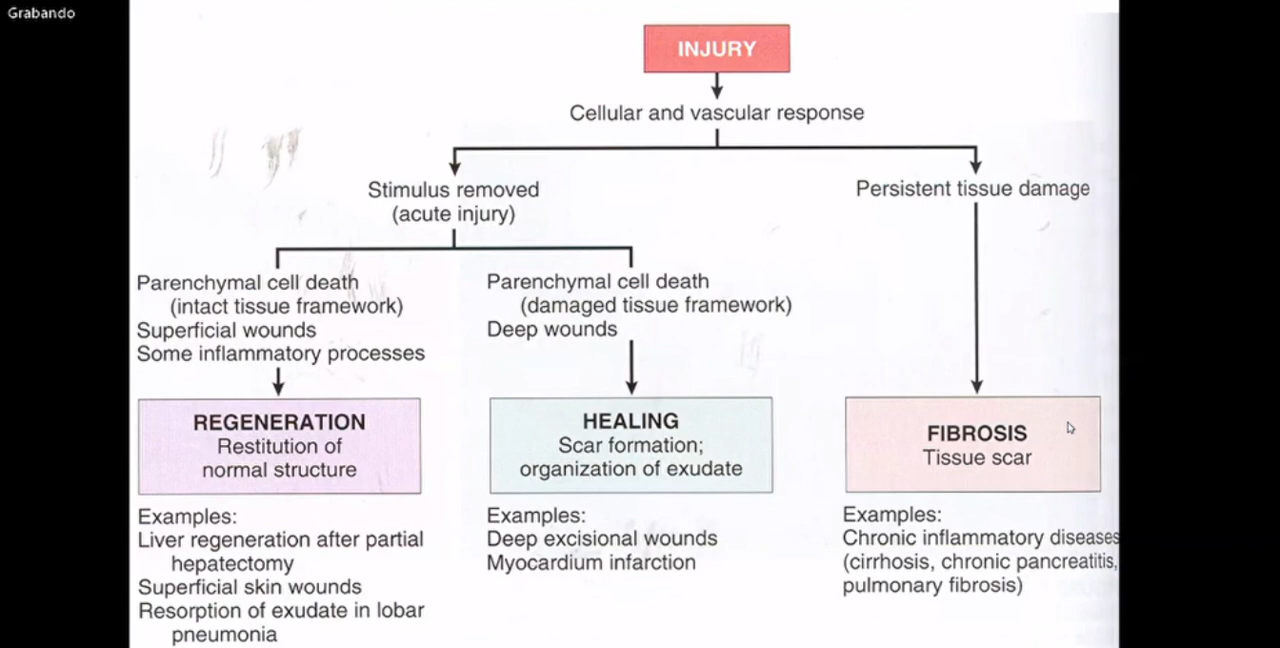 Grabando
INJURY
Cellular and vascular response
Stimulus removed
(acute injury)
Persistent tissue damage
Parenchymal cell death
(intact tissue framework)
Superficial wounds
Some inflammatory processes
Parenchymal cell death
(damaged tissue framework)
Deep wounds
REGENERATION
Restitution of
normal structure
HEALING
Scar formation;
organization of exudate
FIBROSIS
Tissue scar
Examples:
Liver regeneration after partial
hepatectomy
Superficial skin wounds
Resorption of exudate in lobar
pneumonia
Examples:
Deep excisional wounds
Myocardium infarction
Examples:
Chronic inflammatory diseases
(cirrhosis, chronic pancreatitis,
pulmonary fibrosis)